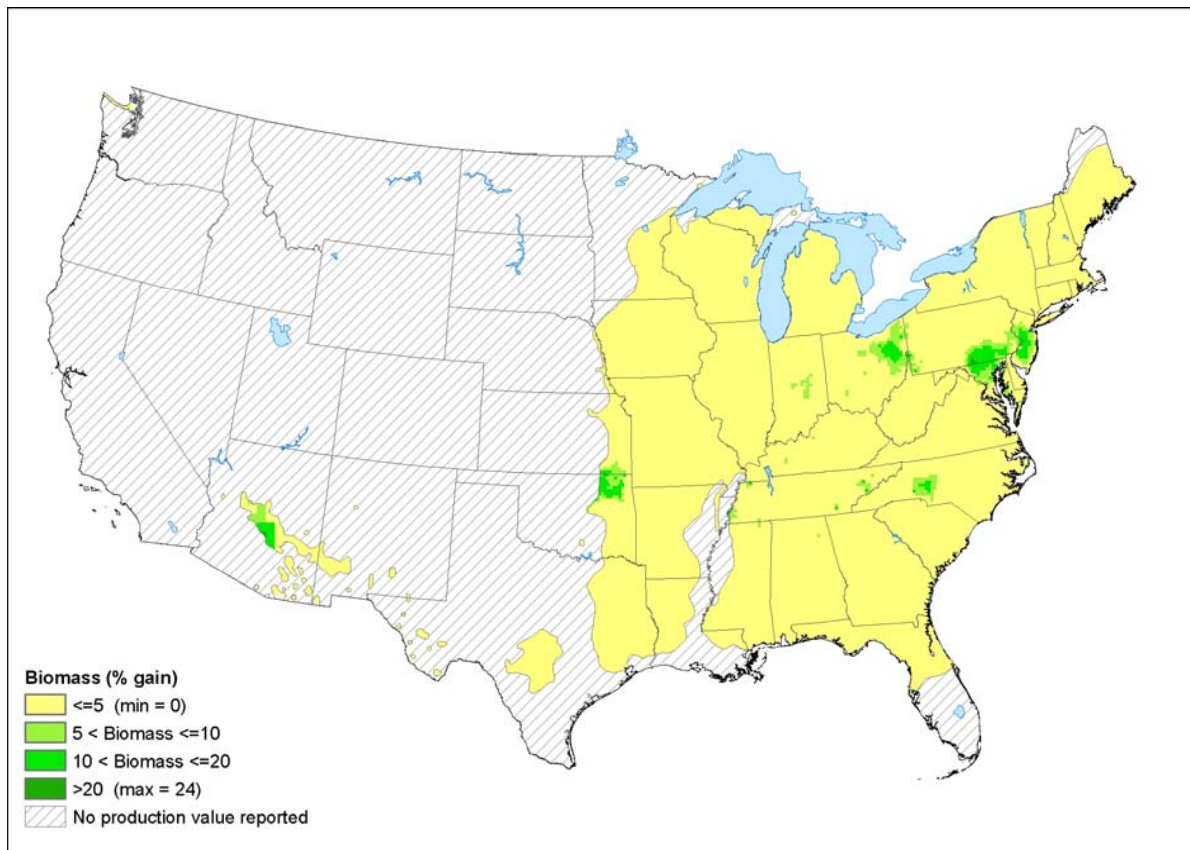 Biomass (% gain)
<=5 (min = 0)
5 < Biomass <=10
10 < Biomass <=20
>20 (max = 24)
No production value reported